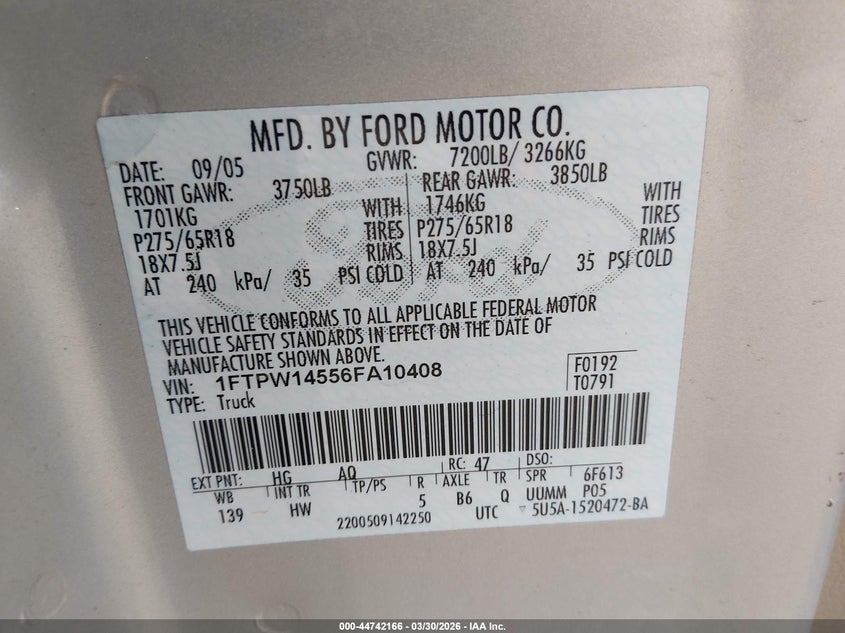 MFD. BY FORD MOTOR CO.
DATE: 09/05 GVWR: 7200LB/ 3266KG
FRONT GAWR: 3750LB REAR GAWR: 3850LB
1701KG WITH 1746KG WITH
P275/65R18 TIRES P275/65R18 TIRES
18X7.5J RIMS 18X7.5J RIMS
AT 240 kPa/ 35 PSI COLD AT 240 kPa/ 35 PSI COLD
THIS VEHICLE CONFORMS TO ALL APPLICABLE FEDERAL MOTOR
VEHICLE SAFETY STANDARDS IN EFFECT ON THE DATE OF
MANUFACTURE SHOWN ABOVE.
VIN: 1FTPW14556FA10408 F0192
TYPE: Truck T0791
EXT PNT: HG AQ RC: 47 DSO:
WB INT TR TP/PS R AXLE TR SPR 6F613
139 HW 5 B6 Q UUMM P05
2200509142250 UTC ▽ 5U5A-1520472-BA
Ford
000-44742166 — 03/30/2026 — IAA Inc.